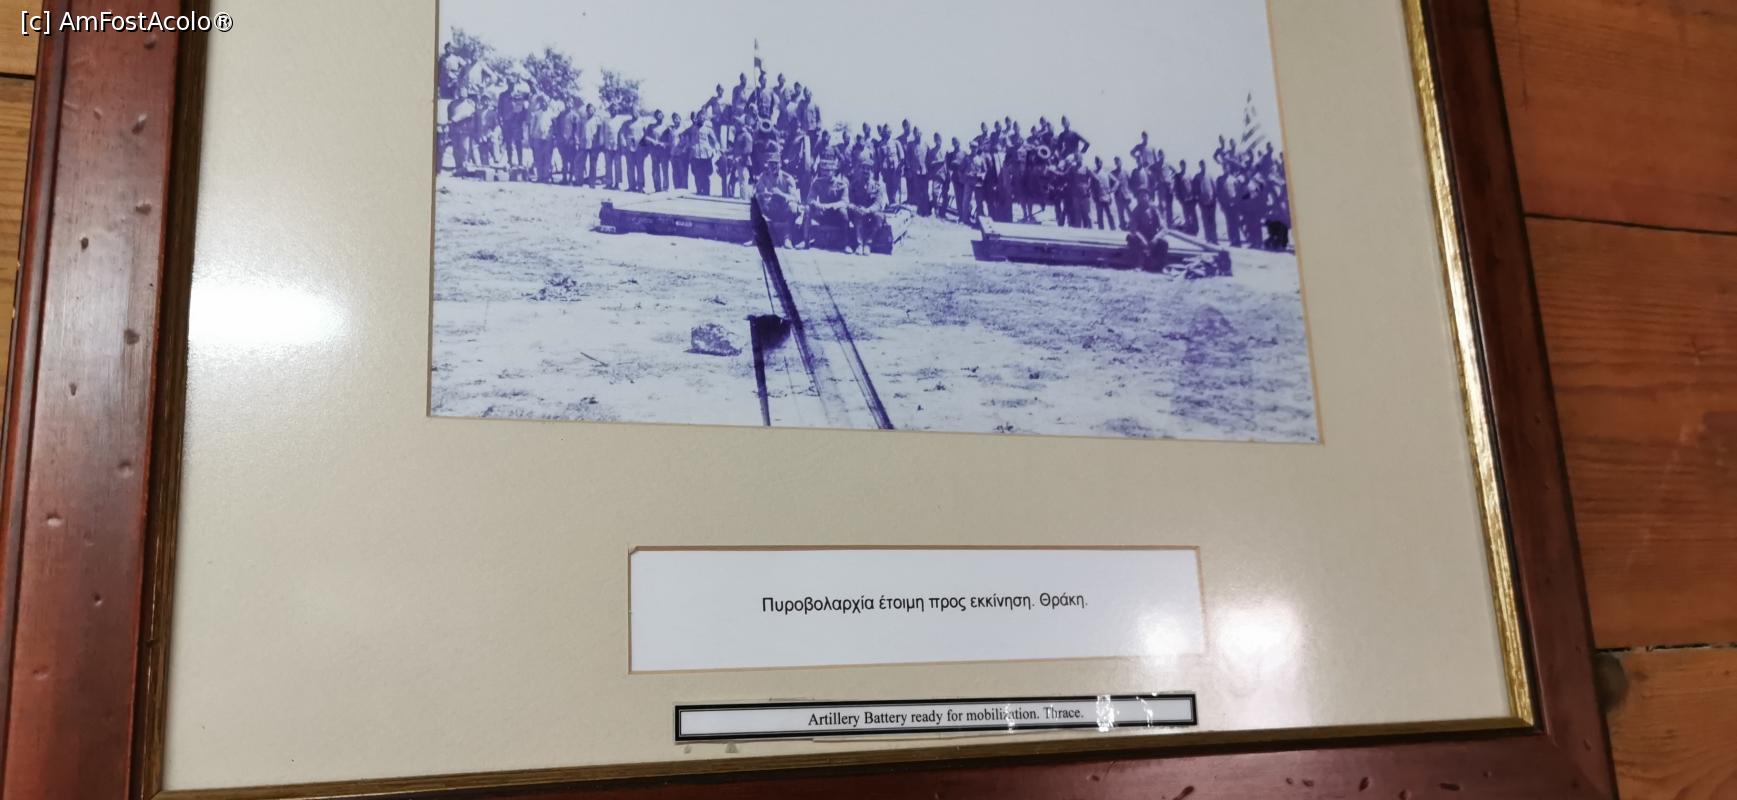 [c] AmFostAcolo®
Πυροβολαρχία έτοιμη προς εκκίνηση. Θράκη.
Artillery Battery ready for mobilization. Thrace.